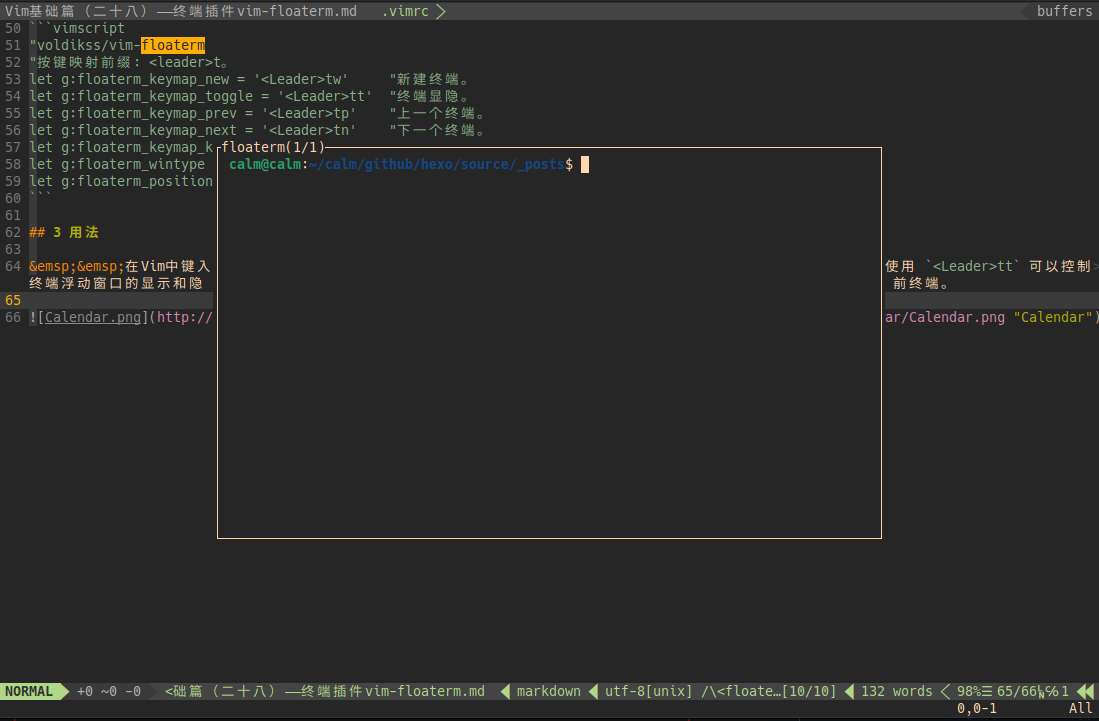 Vim基础篇（二十八）——终端插件vim-floaterm.md .vimrc buffers
50 ```vimscript
51 "voldikss/vim-floaterm
52 "按键映射前缀: <leader>t。
53 let g:floaterm_keymap_new = '<Leader>tw' "新建终端。
54 let g:floaterm_keymap_toggle = '<Leader>tt' "终端显隐。
55 let g:floaterm_keymap_prev = '<Leader>tp' "上一个终端。
56 let g:floaterm_keymap_next = '<Leader>tn' "下一个终端。
57 let g:floaterm_keymap_k
floaterm(1/1)
58 let g:floaterm_wintype
calm@calm:~/calm/github/hexo/source/_posts$
59 let g:floaterm_position
60 ```
61
62 ## 3 用法
63
64 &emsp;&emsp;在Vim中键入 使用 `<Leader>tt` 可以控制>
终端浮动窗口的显示和隐 前终端。
65
66 ![Calendar.png](http:// ar/Calendar.png "Calendar")
NORMAL +0 ~0 -0 <础篇（二十八）——终端插件vim-floaterm.md markdown utf-8[unix] /\<floate…[10/10] 132 words 98%☰ 65/66 ㏇ 1
0,0-1 All